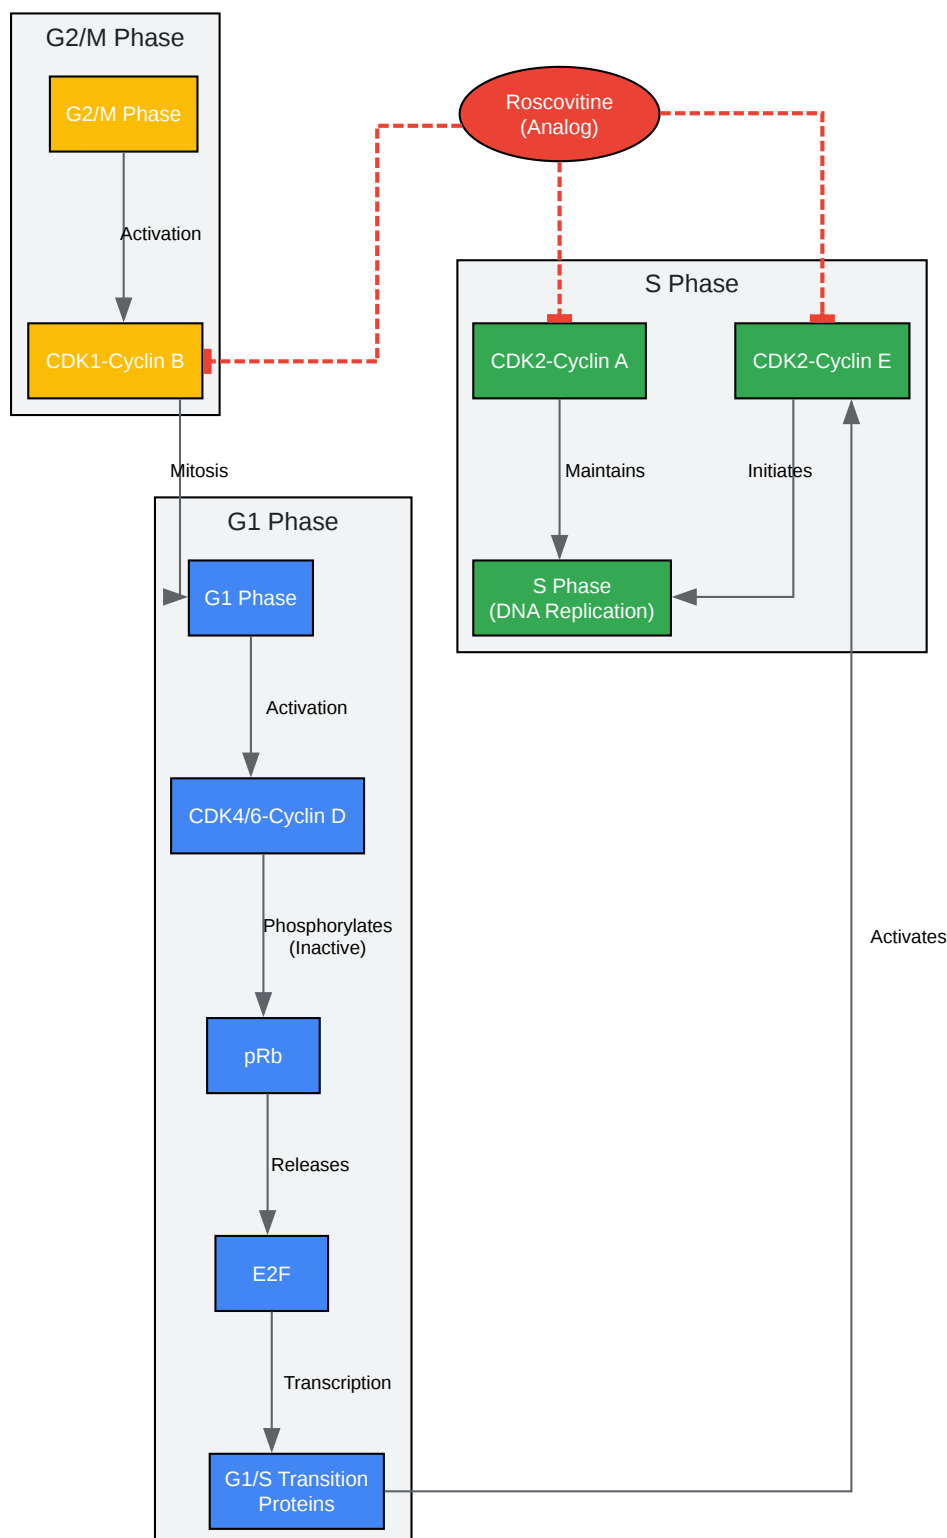 G2/M Phase
G2/M Phase
Activation
CDK1-Cyclin B
Mitosis
Roscovitine
(Analog)
S Phase
CDK2-Cyclin A
CDK2-Cyclin E
Maintains
Initiates
S Phase
(DNA Replication)
G1 Phase
G1 Phase
Activation
CDK4/6-Cyclin D
Phosphorylates
(Inactive)
pRb
Releases
E2F
Transcription
G1/S Transition
Proteins
Activates